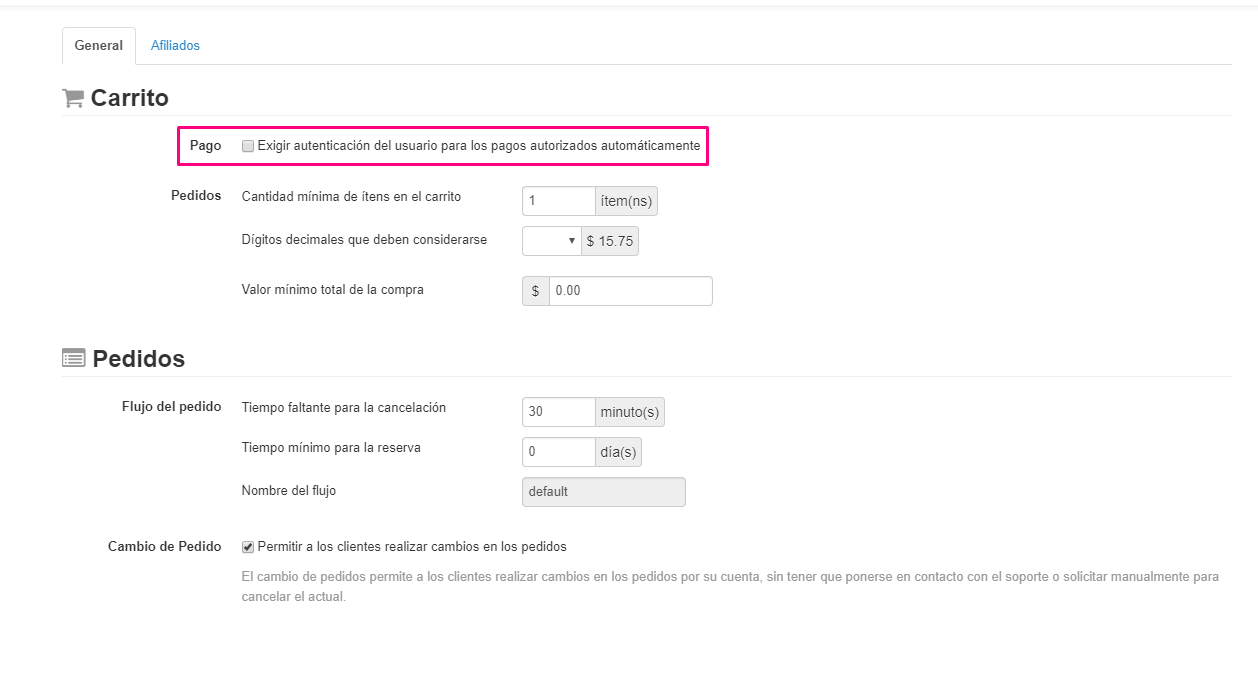 General Afiliados
Carrito
Pago Exigir autenticación del usuario para los pagos autorizados automáticamente
Pedidos Cantidad mínima de ítens en el carrito 1 ítem(ns)
Dígitos decimales que deben considerarse $ 15.75
Valor mínimo total de la compra $ 0.00
Pedidos
Flujo del pedido Tiempo faltante para la cancelación 30 minuto(s)
Tiempo mínimo para la reserva 0 día(s)
Nombre del flujo default
Cambio de Pedido Permitir a los clientes realizar cambios en los pedidos
El cambio de pedidos permite a los clientes realizar cambios en los pedidos por su cuenta, sin tener que ponerse en contacto con el soporte o solicitar manualmente para
cancelar el actual.